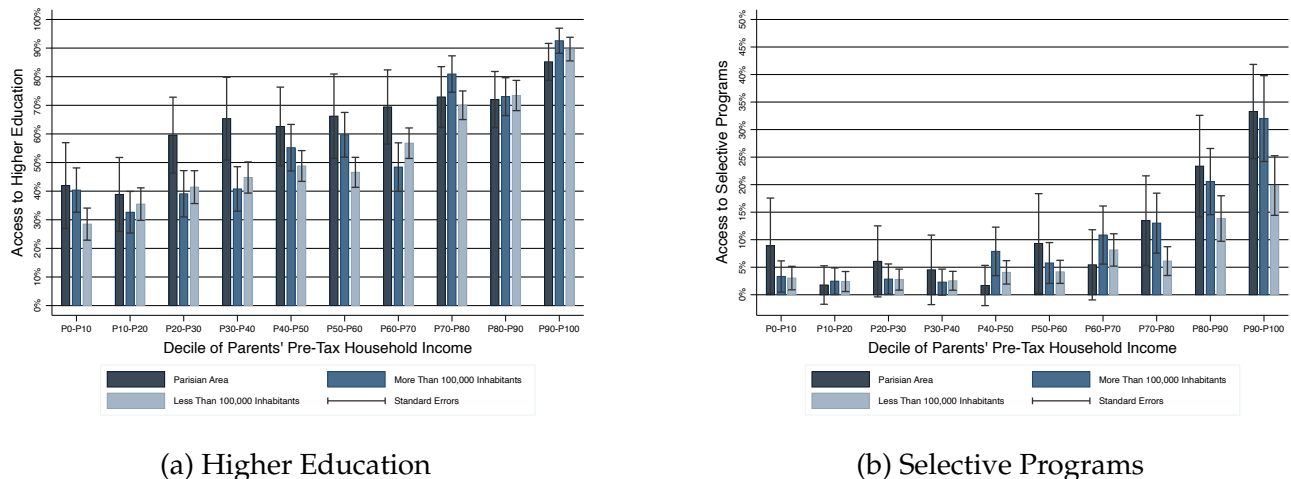 Access to Higher Education
100%
90%
80%
70%
60%
50%
40%
30%
20%
10%
0%
P0-P10 P10-P20 P20-P30 P30-P40 P40-P50 P50-P60 P60-P70 P70-P80 P80-P90 P90-P100
Decile of Parents' Pre-Tax Household Income
Parisian Area More Than 100,000 Inhabitants
Less Than 100,000 Inhabitants Standard Errors
(a) Higher Education
Access to Selective Programs
50%
45%
40%
35%
30%
25%
20%
15%
10%
5%
0%
P0-P10 P10-P20 P20-P30 P30-P40 P40-P50 P50-P60 P60-P70 P70-P80 P80-P90 P90-P100
Decile of Parents' Pre-Tax Household Income
Parisian Area More Than 100,000 Inhabitants
Less Than 100,000 Inhabitants Standard Errors
(b) Selective Programs